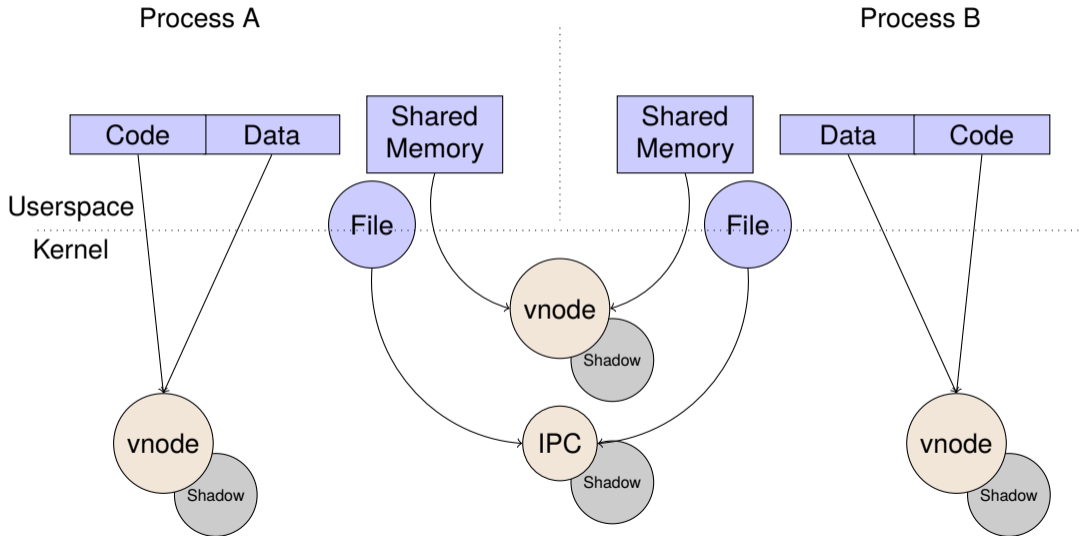 Process A
Process B
Shared
Memory
Shared
Memory
Code
Data
Data
Code
Userspace
File
File
Kernel
vnode
Shadow
vnode
IPC
vnode
Shadow
Shadow
Shadow